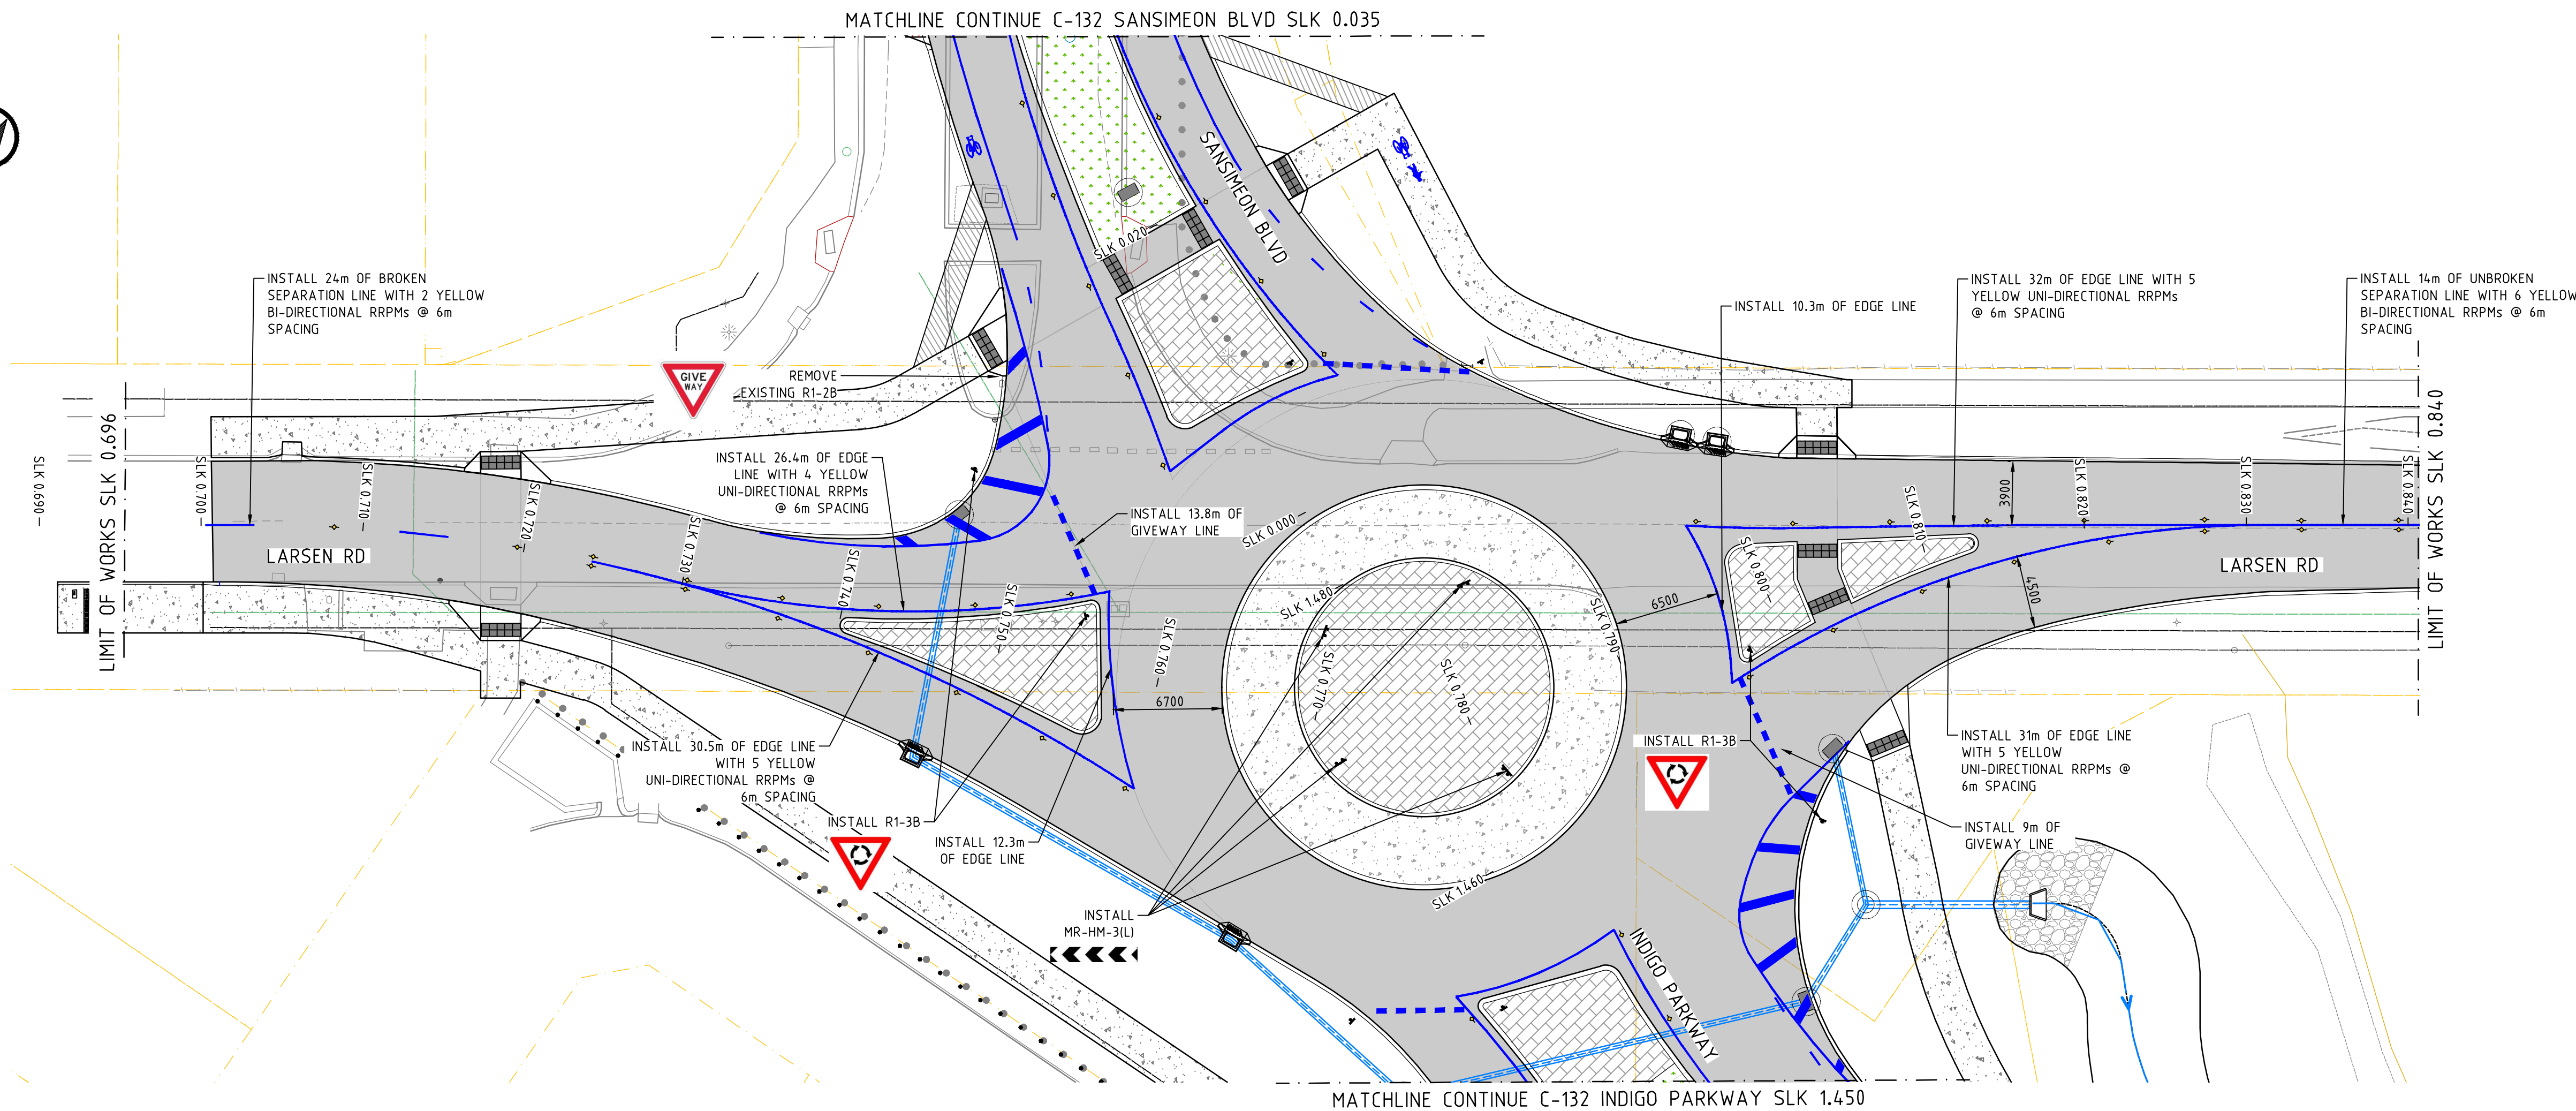 MATCHLINE CONTINUE C-132 SANSIMEON BLVD SLK 0.035
SANSIMEON BLVD
SLK 0.020
INSTALL 24m OF BROKEN
SEPARATION LINE WITH 2 YELLOW
BI-DIRECTIONAL RRPMs @ 6m
SPACING
INSTALL 10.3m OF EDGE LINE
INSTALL 32m OF EDGE LINE WITH 5
YELLOW UNI-DIRECTIONAL RRPMs
@ 6m SPACING
INSTALL 14m OF UNBROKEN
SEPARATION LINE WITH 6 YELLOW
BI-DIRECTIONAL RRPMs @ 6m
SPACING
GIVE
WAY
REMOVE
EXISTING R1-2B
LIMIT OF WORKS SLK 0.696
SLK 0.690
SLK 0.700
SLK 0.710
SLK 0.720
SLK 0.730
SLK 0.740
SLK 0.750
SLK 0.760
SLK 0.770
SLK 0.780
SLK 0.790
SLK 0.800
SLK 0.810
SLK 0.820
SLK 0.830
SLK 0.840
LIMIT OF WORKS SLK 0.840
INSTALL 26.4m OF EDGE
LINE WITH 4 YELLOW
UNI-DIRECTIONAL RRPMs
@ 6m SPACING
INSTALL 13.8m OF
GIVEWAY LINE
SLK 0.000
SLK 1.480
3900
LARSEN RD
LARSEN RD
6500
4500
6700
INSTALL 30.5m OF EDGE LINE
WITH 5 YELLOW
UNI-DIRECTIONAL RRPMs @
6m SPACING
INSTALL R1-3B
INSTALL 12.3m
OF EDGE LINE
INSTALL R1-3B
INSTALL 31m OF EDGE LINE
WITH 5 YELLOW
UNI-DIRECTIONAL RRPMs @
6m SPACING
INSTALL 9m OF
GIVEWAY LINE
SLK 1.460
INSTALL
MR-HM-3(L)
INDIGO PARKWAY
MATCHLINE CONTINUE C-132 INDIGO PARKWAY SLK 1.450